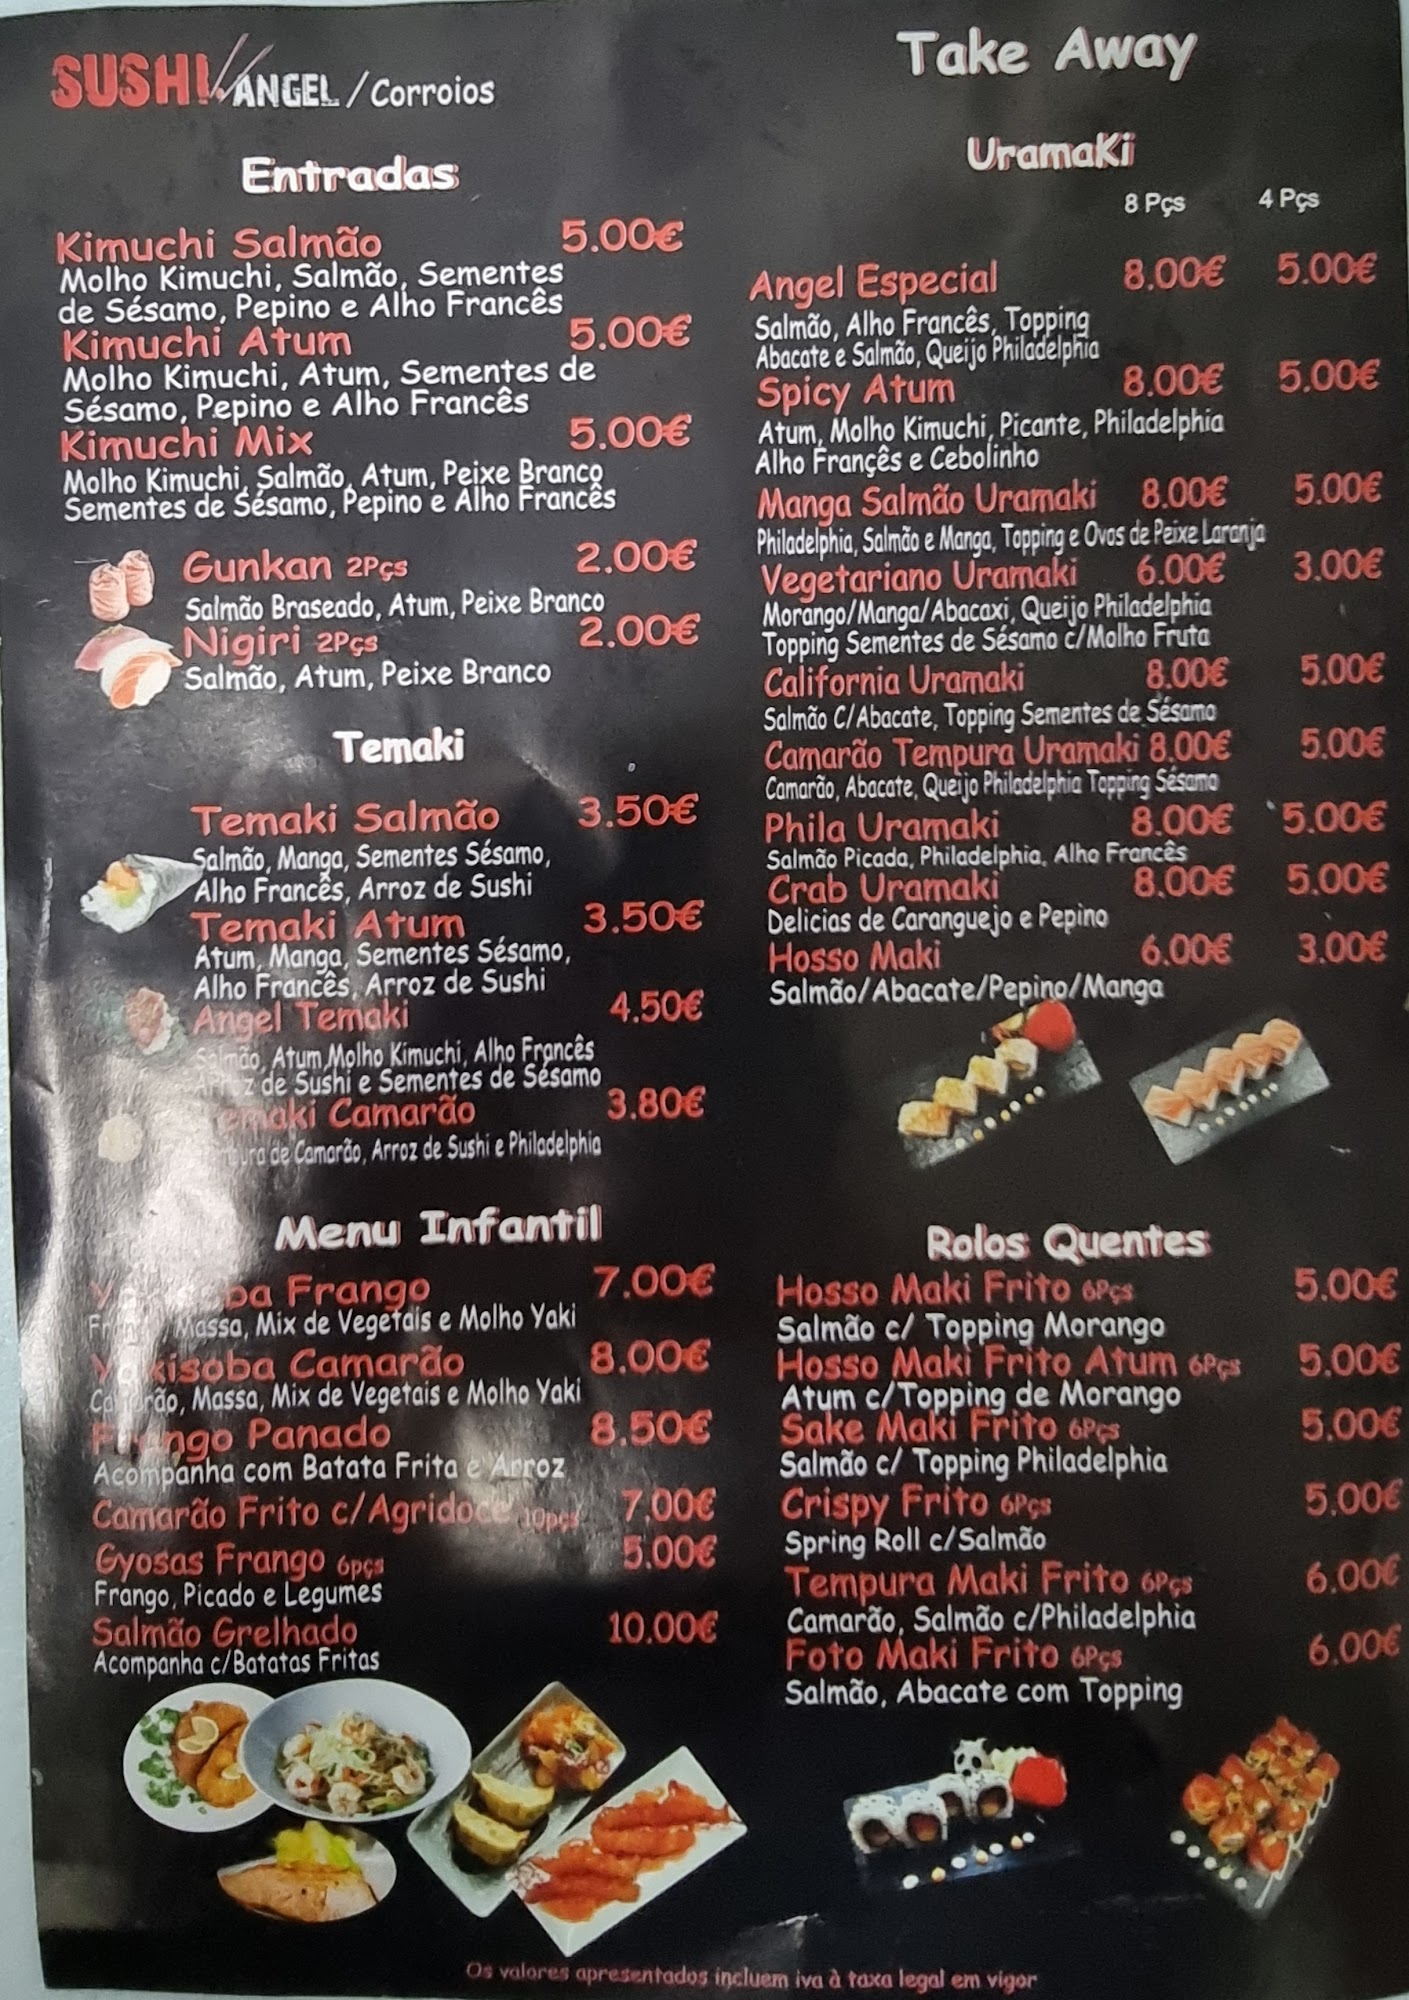 SUSHI ANGEL / Corroios
Entradas
Kimuchi Salmão 5.00€
Molho Kimuchi, Salmão, Sementes
de Sésamo, Pepino e Alho Francês
Kimuchi Atum 5.00€
Molho Kimuchi, Atum, Sementes de
Sésamo, Pepino e Alho Francês
Kimuchi Mix 5.00€
Molho Kimuchi, Salmão, Atum, Peixe Branco
Sementes de Sésamo, Pepino e Alho Francês
Gunkan 2Pçs 2.00€
Salmão Braseado, Atum, Peixe Branco
Nigiri 2Pçs 2.00€
Salmão, Atum, Peixe Branco
Temaki
Temaki Salmão 3.50€
Salmão, Manga, Sementes Sésamo,
Alho Francês, Arroz de Sushi
Temaki Atum 3.50€
Atum, Manga, Sementes Sésamo,
Alho Francês, Arroz de Sushi
Angel Temaki 4.50€
Salmão, Atum,Molho Kimuchi, Alho Francês
Arroz de Sushi e Sementes de Sésamo
Temaki Camarão 3.80€
de Camarão, Arroz de Sushi e Philadelphia
Menu Infantil
Yakisoba Frango 7.00€
Frango, Massa, Mix de Vegetais e Molho Yaki
Yakisoba Camarão 8.00€
Camarão, Massa, Mix de Vegetais e Molho Yaki
Frango Panado 8.50€
Acompanha com Batata Frita e Arroz
Camarão Frito c/Agridoce 10pçs 7.00€
Gyosas Frango 6pçs 5.00€
Frango, Picado e Legumes
Salmão Grelhado 10.00€
Acompanha c/Batatas Fritas
Take Away
UramaKi
8 Pçs 4 Pçs
Angel Especial 8.00€ 5.00€
Salmão, Alho Francês, Topping
Abacate e Salmão, Queijo Philadelphia
Spicy Atum 8.00€ 5.00€
Atum, Molho Kimuchi, Picante, Philadelphia
Alho Françês e Cebolinho
Manga Salmão Uramaki 8.00€ 5.00€
Philadelphia, Salmão e Manga, Topping e Ovas de Peixe Laranja
Vegetariano Uramaki 6.00€ 3.00€
Morango/Manga/Abacaxi, Queijo Philadelphia
Topping Sementes de Sésamo c/Molho Fruta
California Uramaki 8.00€ 5.00€
Salmão C/Abacate, Topping Sementes de Sésamo
Camarão Tempura Uramaki 8.00€ 5.00€
Camarão, Abacate, Queijo Philadelphia Topping Sésamo
Phila Uramaki 8.00€ 5.00€
Salmão Picada, Philadelphia, Alho Francês
Crab Uramaki 8.00€ 5.00€
Delicias de Caranguejo e Pepino
Hosso Maki 6.00€ 3.00€
Salmão/Abacate/Pepino/Manga
Rolos Quentes
Hosso Maki Frito 6Pçs 5.00€
Salmão c/ Topping Morango
Hosso Maki Frito Atum 6Pçs 5.00€
Atum c/Topping de Morango
Sake Maki Frito 6Pçs 5.00€
Salmão c/ Topping Philadelphia
Crispy Frito 6Pçs 5.00€
Spring Roll c/Salmão
Tempura Maki Frito 6Pçs 6.00€
Camarão, Salmão c/Philadelphia
Foto Maki Frito 6Pçs 6.00€
Salmão, Abacate com Topping
Os valores apresentados incluem iva à taxa legal em vigor